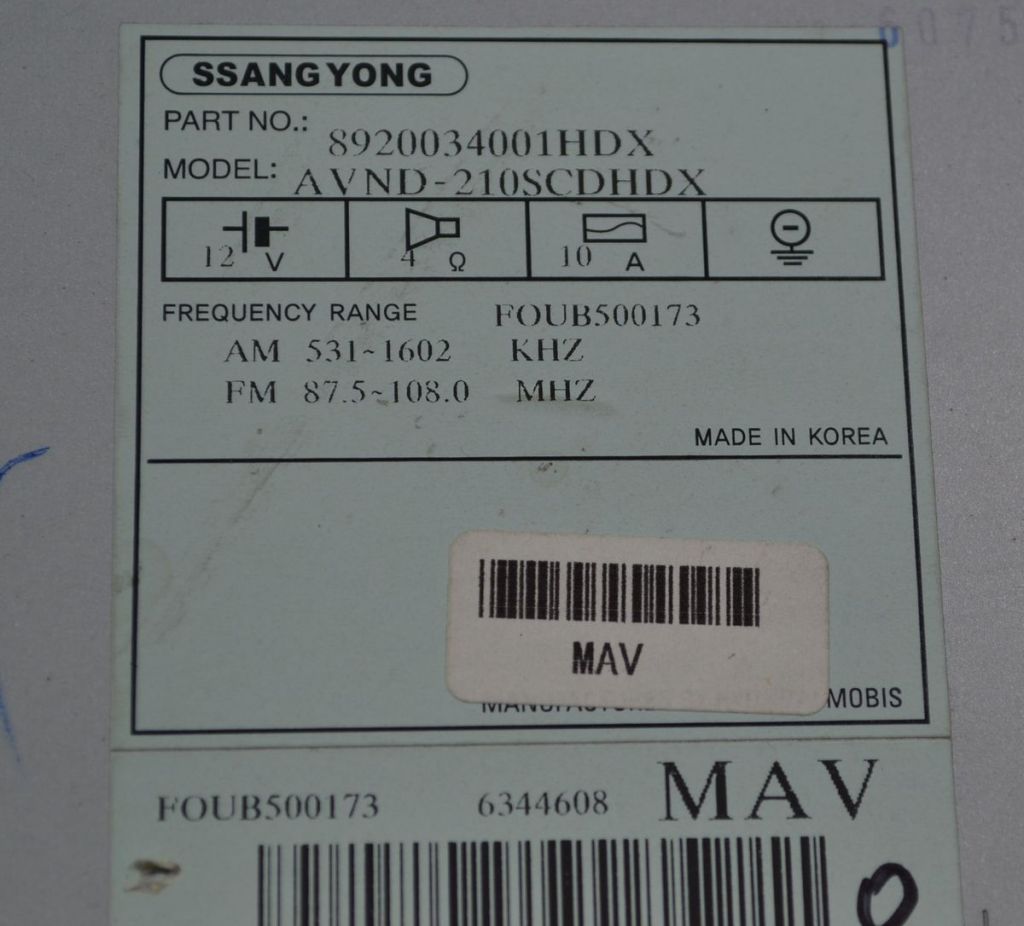 6075
SSANGYONG
PART NO.: 8920034001HDX
MODEL: AVND-210SCDHDX
12 V 4 Ω 10 A
FREQUENCY RANGE FOUB500173
AM 531~1602 KHZ
FM 87.5~108.0 MHZ
MADE IN KOREA
MAV
MOBIS
FOUB500173 6344608 MAV